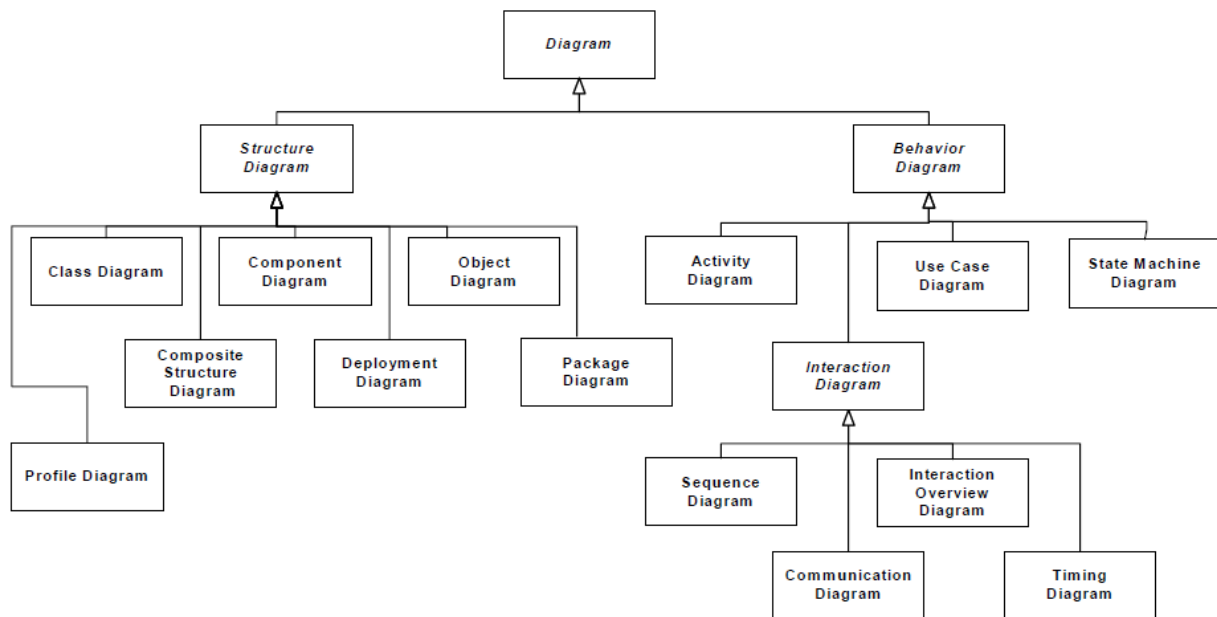 Diagram
Structure
Diagram
Behavior
Diagram
Class Diagram
Component
Diagram
Object
Diagram
Activity
Diagram
Use Case
Diagram
State Machine
Diagram
Composite
Structure
Diagram
Deployment
Diagram
Package
Diagram
Interaction
Diagram
Profile Diagram
Sequence
Diagram
Interaction
Overview
Diagram
Communication
Diagram
Timing
Diagram